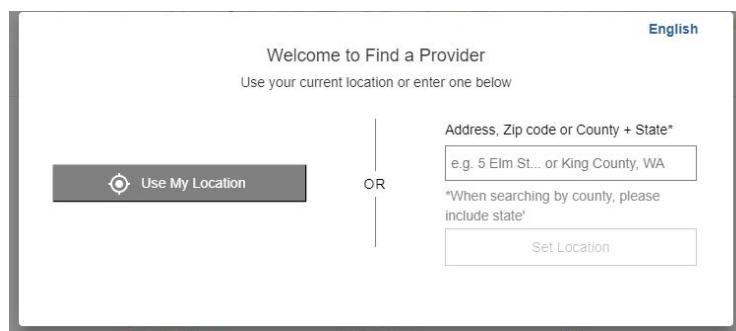 English
Welcome to Find a Provider
Use your current location or enter one below
Use My Location
OR
Address, Zip code or County + State*
e.g. 5 Elm St... or King County, WA
*When searching by county, please
include state'
Set Location